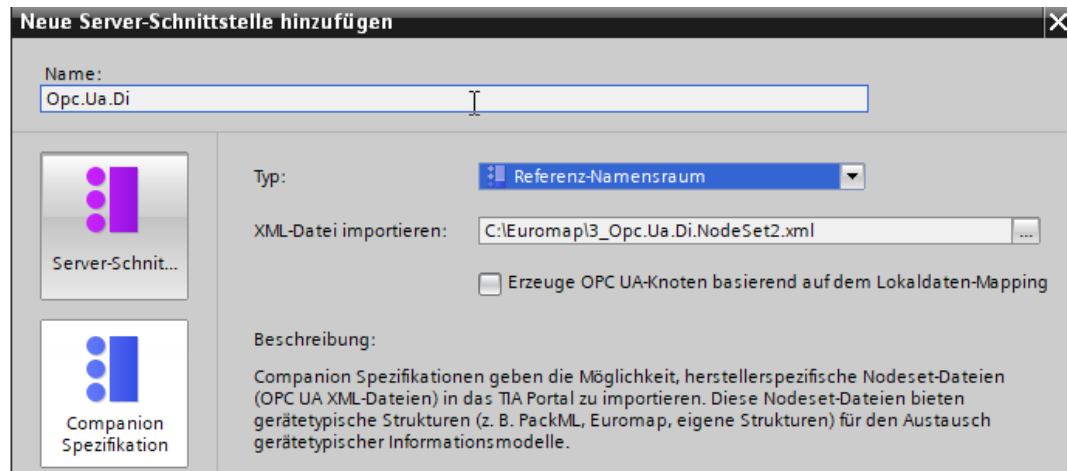 Neue Server-Schnittstelle hinzufügen
Name:
Opc.Ua.Di
Server-Schnit...
Companion
Spezifikation
Typ:
Referenz-Namensraum
XML-Datei importieren:
C:\Euromap\3_Opc.Ua.Di.NodeSet2.xml
...
Erzeuge OPC UA-Knoten basierend auf dem Lokaldaten-Mapping
Beschreibung:
Companion Spezifikationen geben die Möglichkeit, herstellerspezifische Nodeset-Dateien
(OPC UA XML-Dateien) in das TIA Portal zu importieren. Diese Nodeset-Dateien bieten
gerätetypische Strukturen (z. B. PackML, Euromap, eigene Strukturen) für den Austausch
gerätetypischer Informationsmodelle.